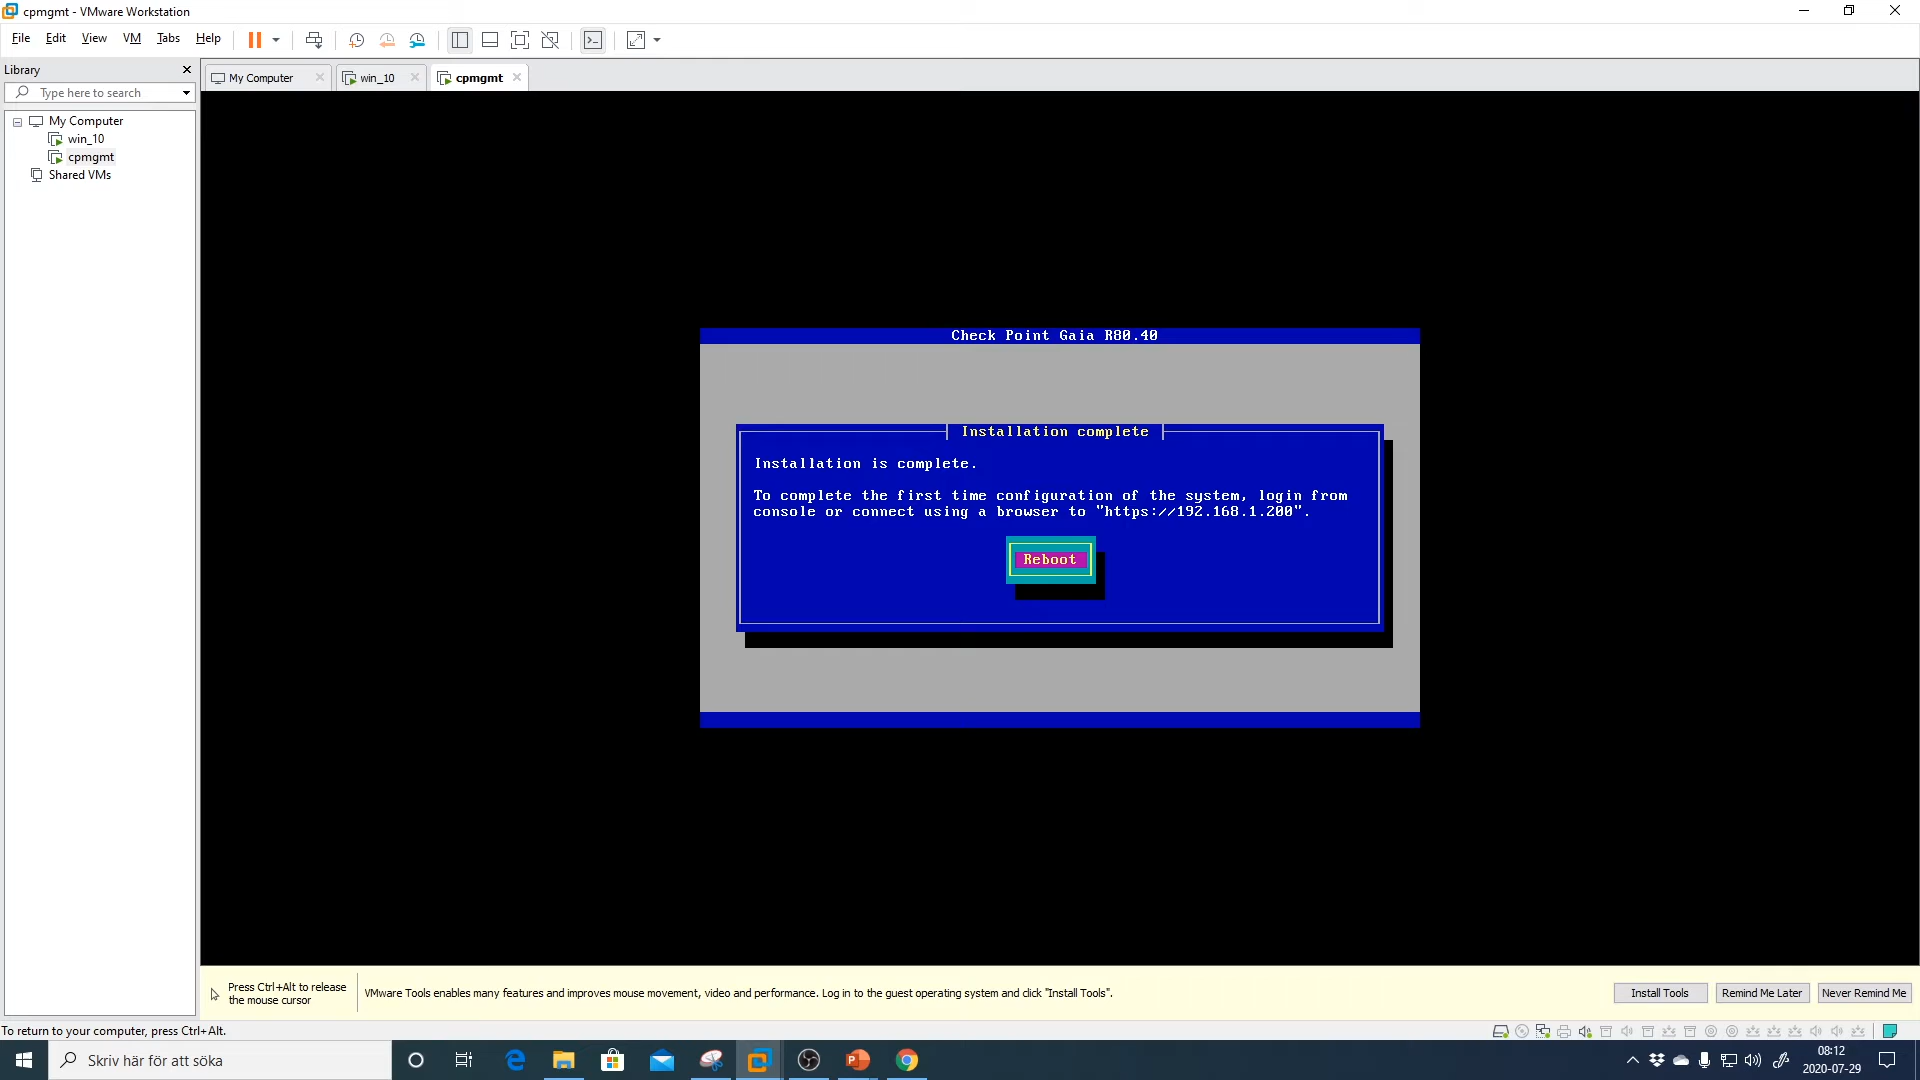 cpmgmt - VMware Workstation
File Edit View VM Tabs Help
Library
Type here to search
My Computer
win_10
cpmgmt
Shared VMs
My Computer win_10 cpmgmt
Check Point Gaia R80.40
Installation complete
Installation is complete.
To complete the first time configuration of the system, login from
console or connect using a browser to "https://192.168.1.200".
Reboot
Press Ctrl+Alt to release
the mouse cursor
VMware Tools enables many features and improves mouse movement, video and performance. Log in to the guest operating system and click "Install Tools".
Install Tools Remind Me Later Never Remind Me
To return to your computer, press Ctrl+Alt.
Skriv här för att söka
08:12
2020-07-29